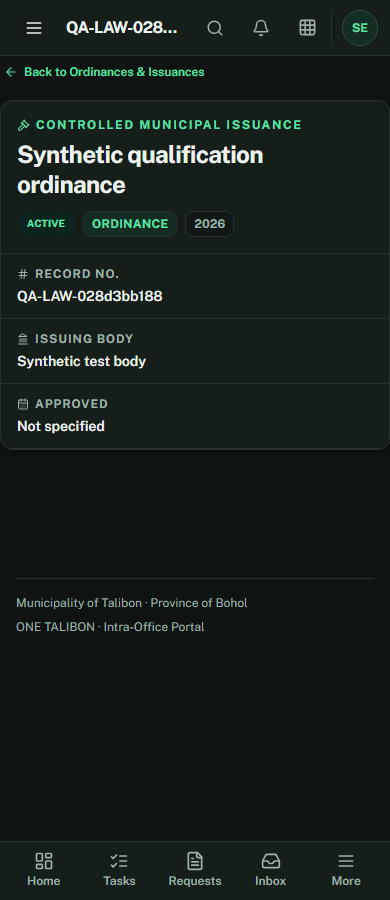 QA-LAW-028...
SE
Back to Ordinances & Issuances
CONTROLLED MUNICIPAL ISSUANCE
Synthetic qualification
ordinance
ACTIVE
ORDINANCE
2026
RECORD NO.
QA-LAW-028d3bb188
ISSUING BODY
Synthetic test body
APPROVED
Not specified
Municipality of Talibon · Province of Bohol
ONE TALIBON · Intra-Office Portal
Home
Tasks
Requests
Inbox
More